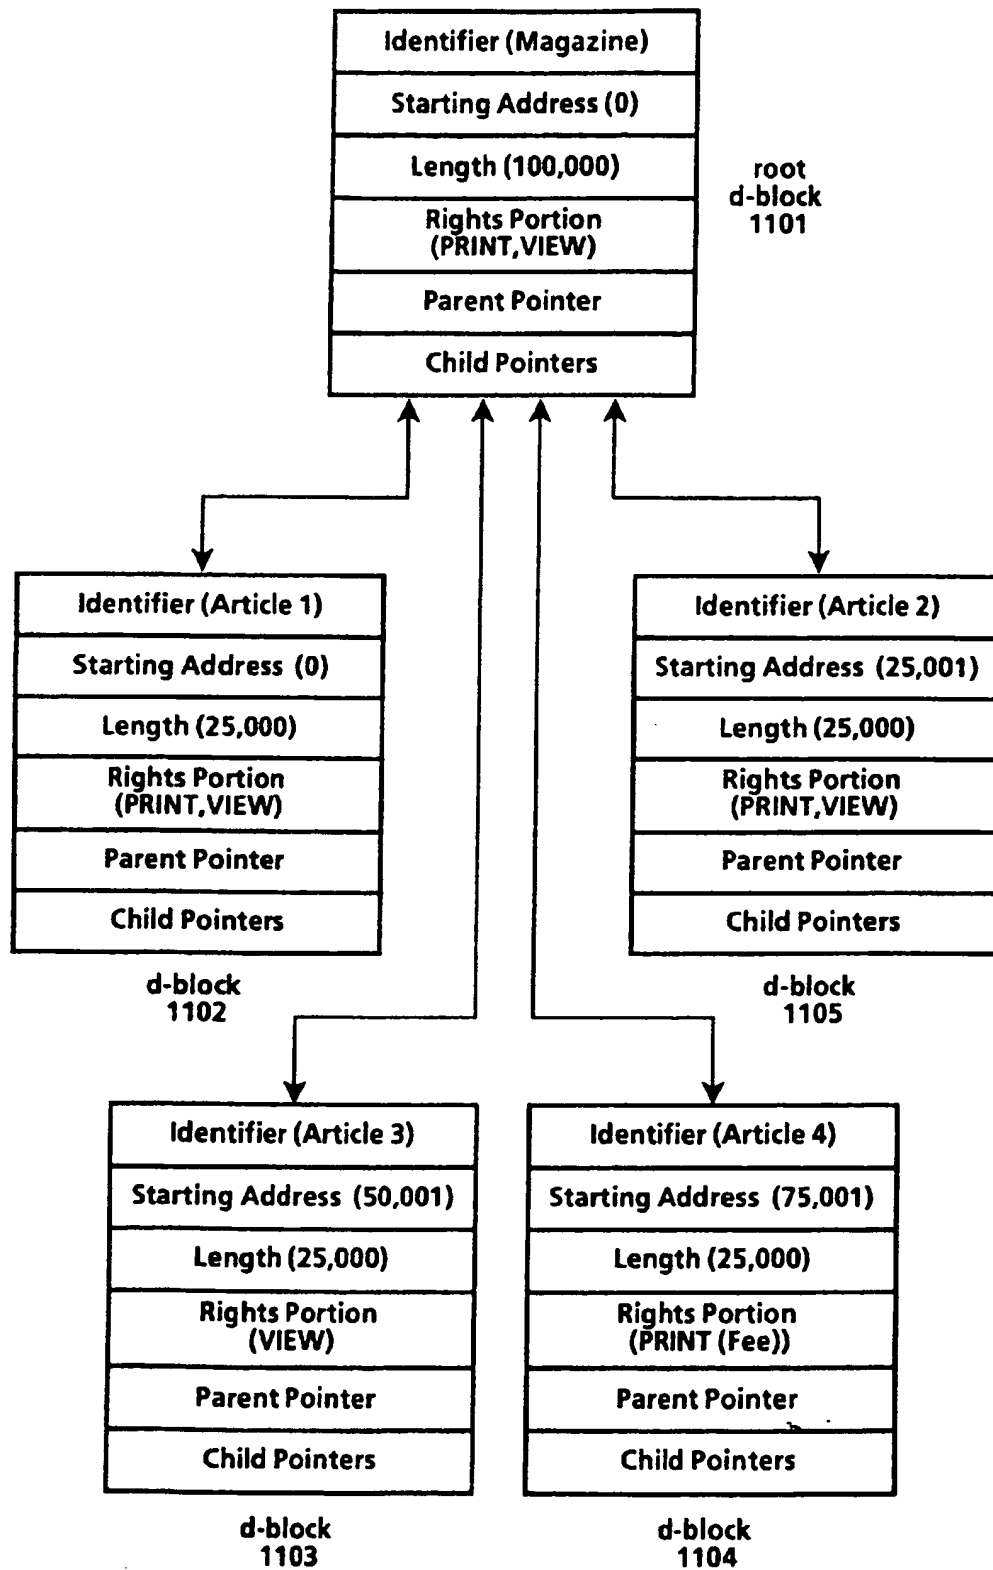 Identifier (Magazine)
Starting Address (0)
Length (100,000)
Rights Portion
(PRINT,VIEW)
Parent Pointer
Child Pointers
root
d-block
1101
Identifier (Article 1)
Starting Address (0)
Length (25,000)
Rights Portion
(PRINT,VIEW)
Parent Pointer
Child Pointers
d-block
1102
Identifier (Article 2)
Starting Address (25,001)
Length (25,000)
Rights Portion
(PRINT,VIEW)
Parent Pointer
Child Pointers
d-block
1105
Identifier (Article 3)
Starting Address (50,001)
Length (25,000)
Rights Portion
(VIEW)
Parent Pointer
Child Pointers
d-block
1103
Identifier (Article 4)
Starting Address (75,001)
Length (25,000)
Rights Portion
(PRINT (Fee))
Parent Pointer
Child Pointers
d-block
1104